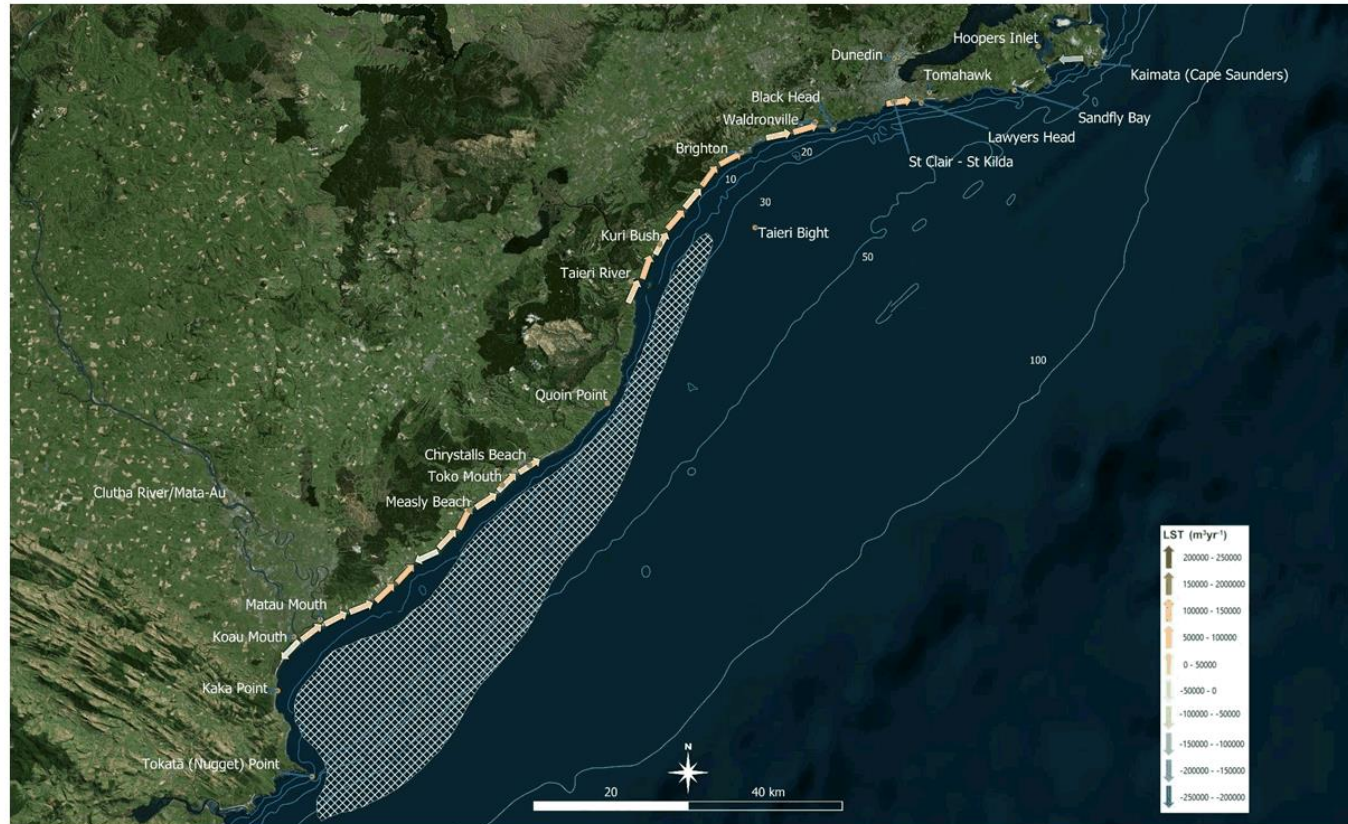 Hoopers Inlet
Dunedin
Kaimata (Cape Saunders)
Tomahawk
Black Head
Sandfly Bay
Waldronville
Lawyers Head
St Clair - St Kilda
Brighton
20
10
30
Taieri Bight
Kuri Bush
50
Taieri River
100
Quoin Point
Chrystalls Beach
Toko Mouth
Clutha River/Mata-Au
Measly Beach
Matau Mouth
Koau Mouth
Kaka Point
Tokatā (Nugget) Point
N
20
40 km
LST (m³yr⁻¹)
200000 - 250000
150000 - 2000000
100000 - 150000
50000 - 100000
0 - 50000
-50000 - 0
-100000 - -50000
-150000 - -100000
-200000 - -150000
-250000 - -200000